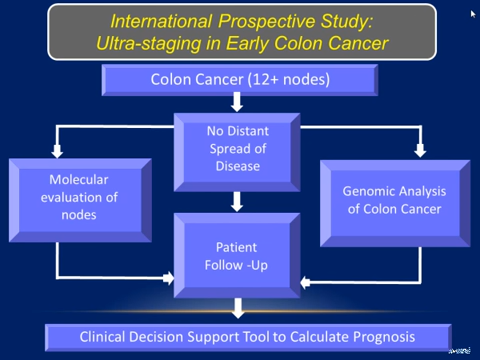 International Prospective Study:
Ultra-staging in Early Colon Cancer
Colon Cancer (12+ nodes)
No Distant
Spread of
Disease
Molecular
evaluation of
nodes
Genomic Analysis
of Colon Cancer
Patient
Follow -Up
Clinical Decision Support Tool to Calculate Prognosis